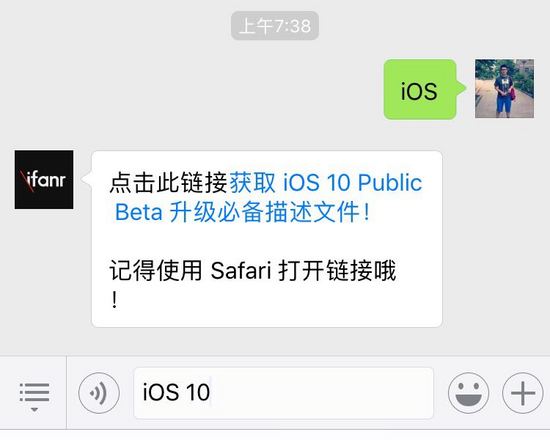 上午7:38
iOS
ifanr
点击此链接获取 iOS 10 Public
Beta 升级必备描述文件！
记得使用 Safari 打开链接哦
！
iOS 10